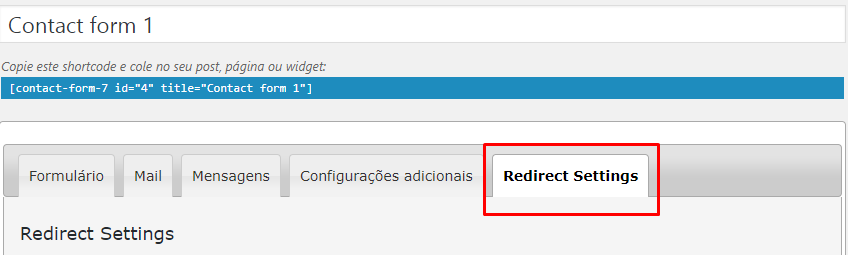 Contact form 1
Copie este shortcode e cole no seu post, página ou widget:
[contact-form-7 id="4" title="Contact form 1"]
Formulário Mail Mensagens Configurações adicionais Redirect Settings
Redirect Settings